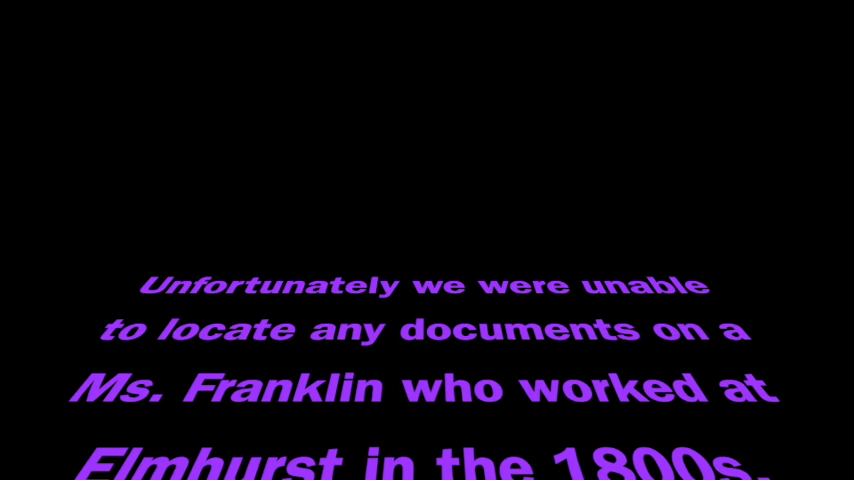 Unfortunately we were unable
to locate any documents on a
Ms. Franklin who worked at
Elmhurst in the 1800s.